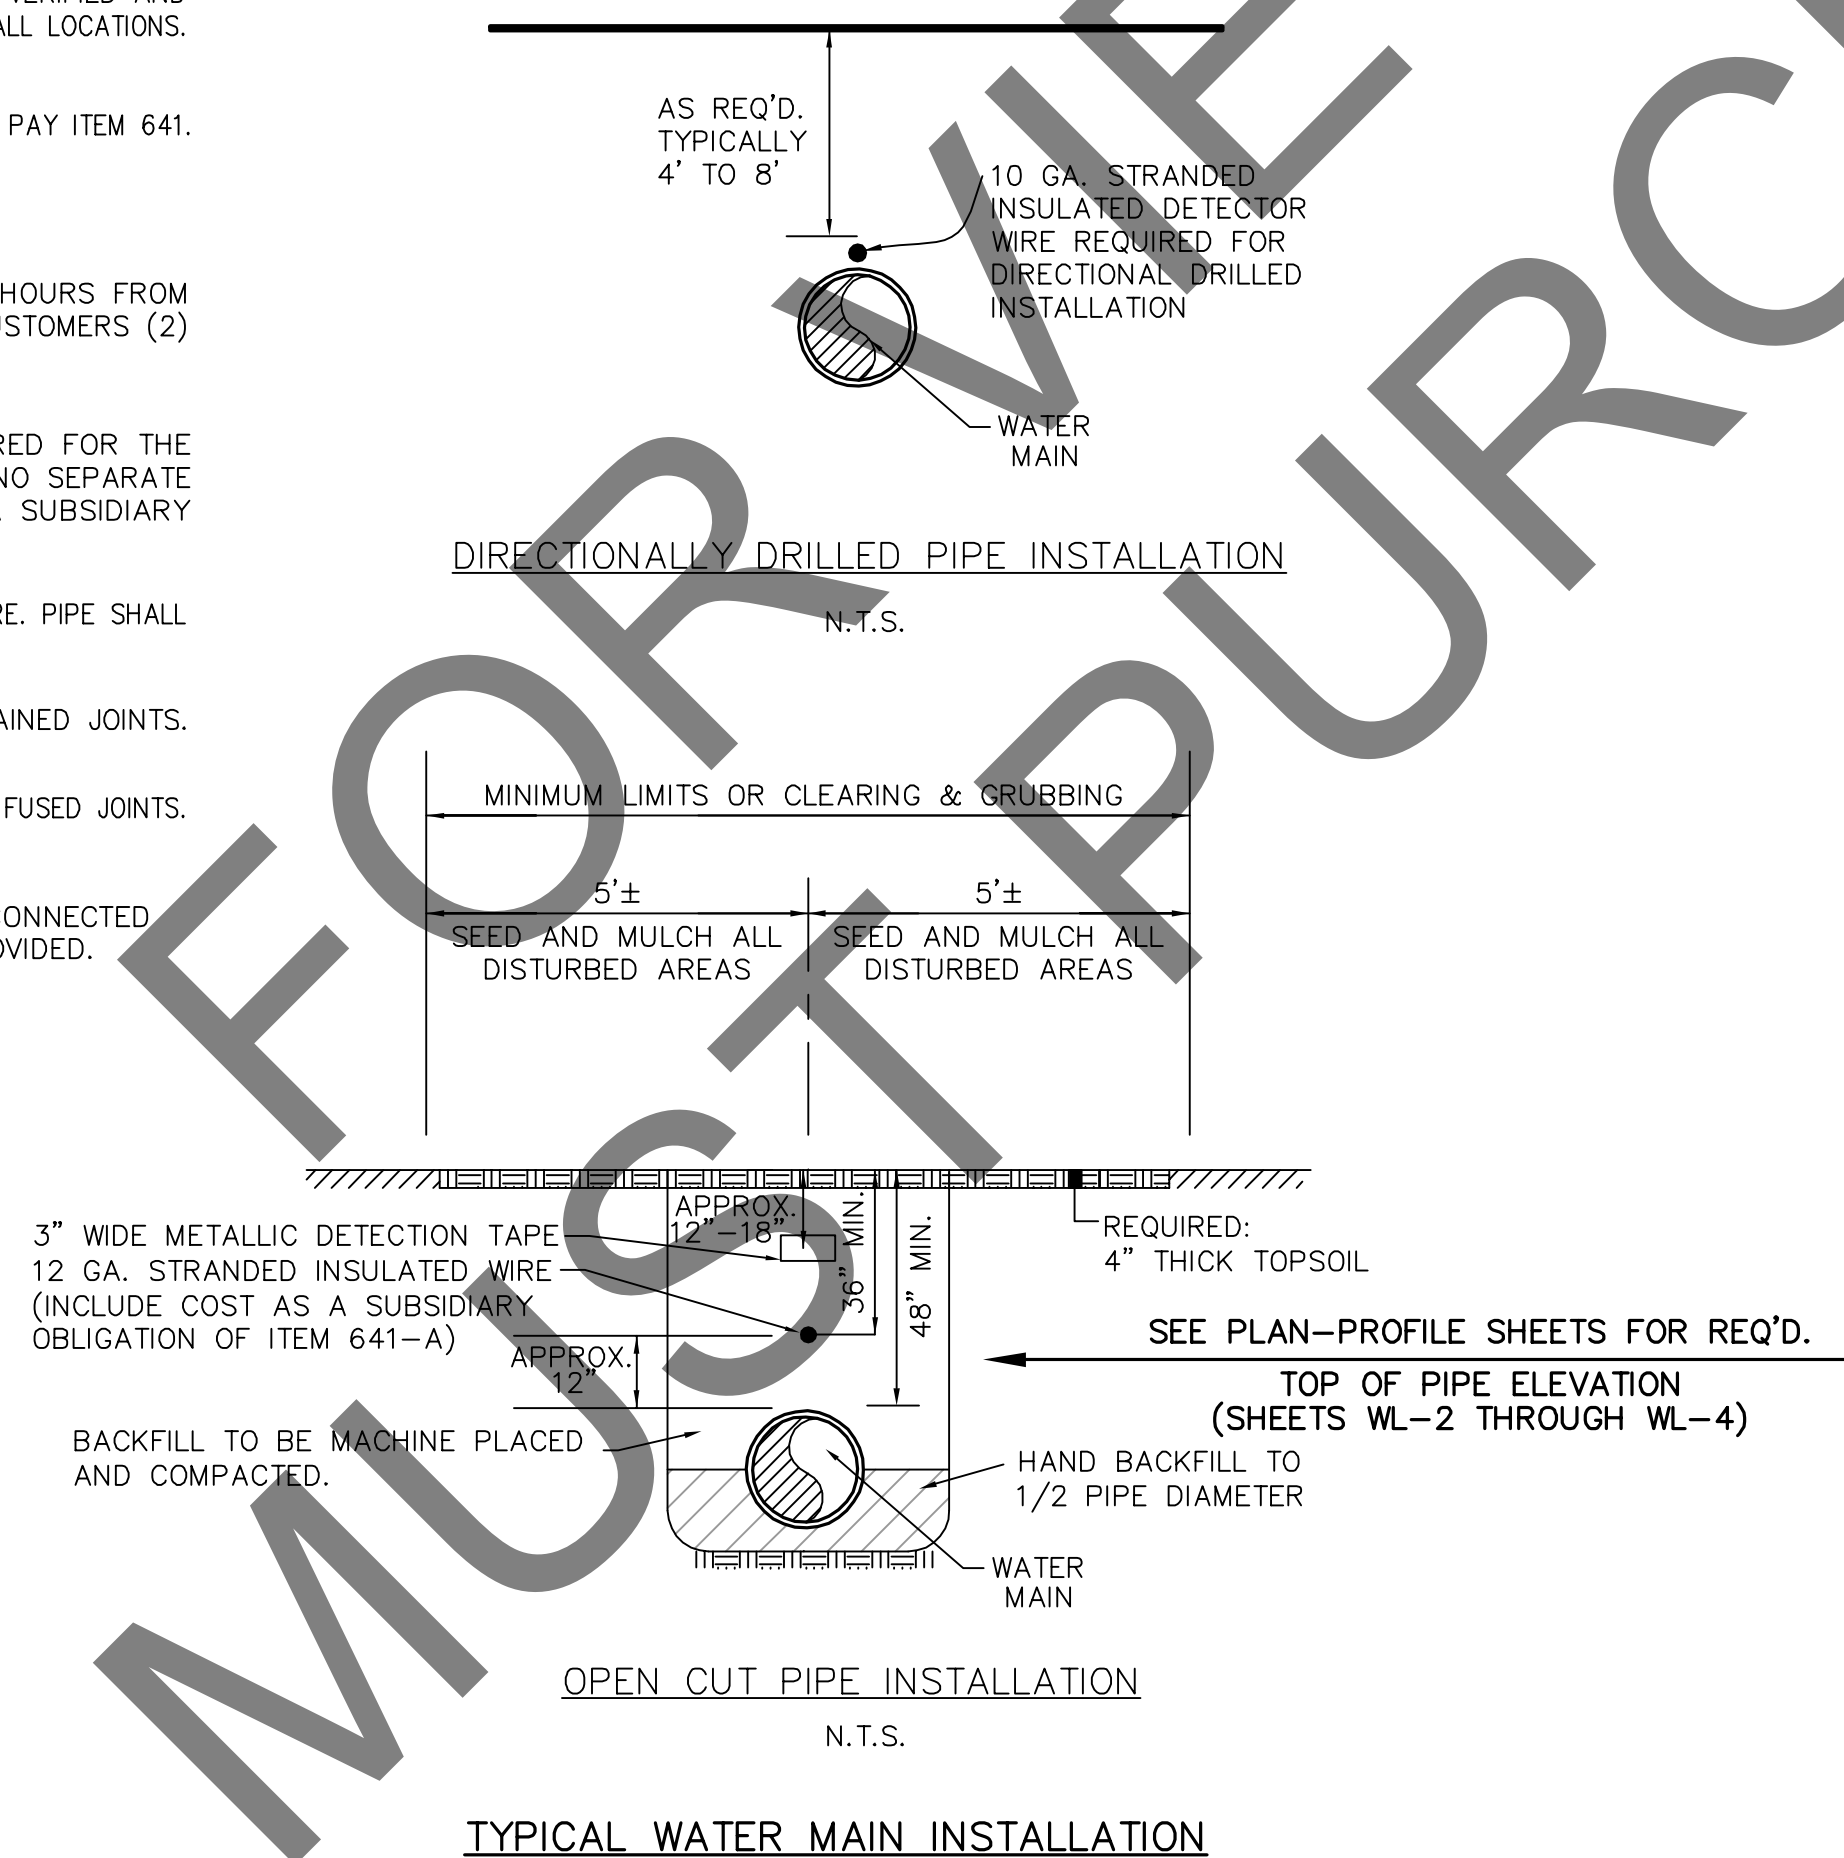 VERIFIED AND
ALL LOCATIONS.
PAY ITEM 641.
HOURS FROM
USTOMERS (2)
RED FOR THE
NO SEPARATE
SUBSIDIARY
RE. PIPE SHALL
AINED JOINTS.
FUSED JOINTS.
CONNECTED
OVIDED.
AS REQ'D.
TYPICALLY
4' TO 8'
10 GA. STRANDED
INSULATED DETECTOR
WIRE REQUIRED FOR
DIRECTIONAL DRILLED
INSTALLATION
WATER
MAIN
DIRECTIONALLY DRILLED PIPE INSTALLATION
N.T.S.
MINIMUM LIMITS OR CLEARING & GRUBBING
5'±
5'±
SEED AND MULCH ALL
DISTURBED AREAS
SEED AND MULCH ALL
DISTURBED AREAS
APPROX.
12"-18"
36" MIN.
48" MIN.
REQUIRED:
4" THICK TOPSOIL
3" WIDE METALLIC DETECTION TAPE
12 GA. STRANDED INSULATED WIRE
(INCLUDE COST AS A SUBSIDIARY
OBLIGATION OF ITEM 641-A)
APPROX.
12"
SEE PLAN-PROFILE SHEETS FOR REQ'D.
TOP OF PIPE ELEVATION
(SHEETS WL-2 THROUGH WL-4)
BACKFILL TO BE MACHINE PLACED
AND COMPACTED.
HAND BACKFILL TO
1/2 PIPE DIAMETER
WATER
MAIN
OPEN CUT PIPE INSTALLATION
N.T.S.
TYPICAL WATER MAIN INSTALLATION
FOR VIE
MUST PURC